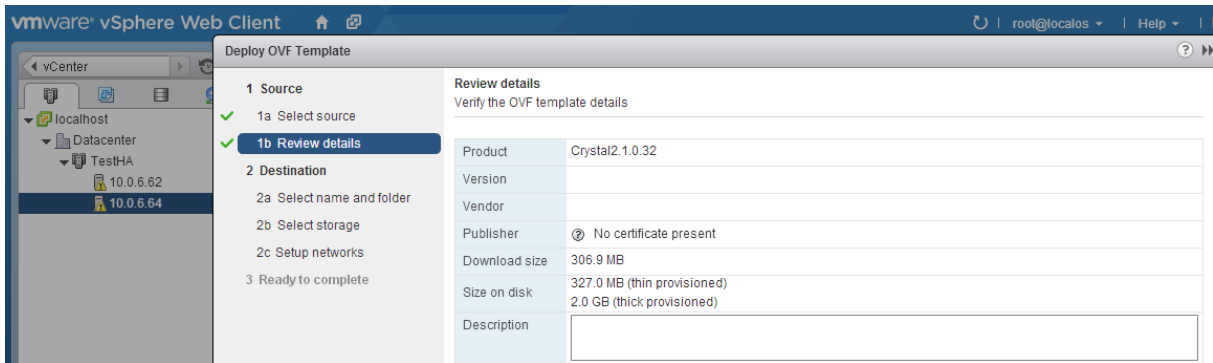 vmware® vSphere Web Client
root@localos
Help
vCenter
localhost
Datacenter
TestHA
10.0.6.62
10.0.6.64
Deploy OVF Template
1 Source
1a Select source
1b Review details
2 Destination
2a Select name and folder
2b Select storage
2c Setup networks
3 Ready to complete
Review details
Verify the OVF template details
Product Crystal2.1.0.32
Version
Vendor
Publisher No certificate present
Download size 306.9 MB
Size on disk 327.0 MB (thin provisioned)
2.0 GB (thick provisioned)
Description